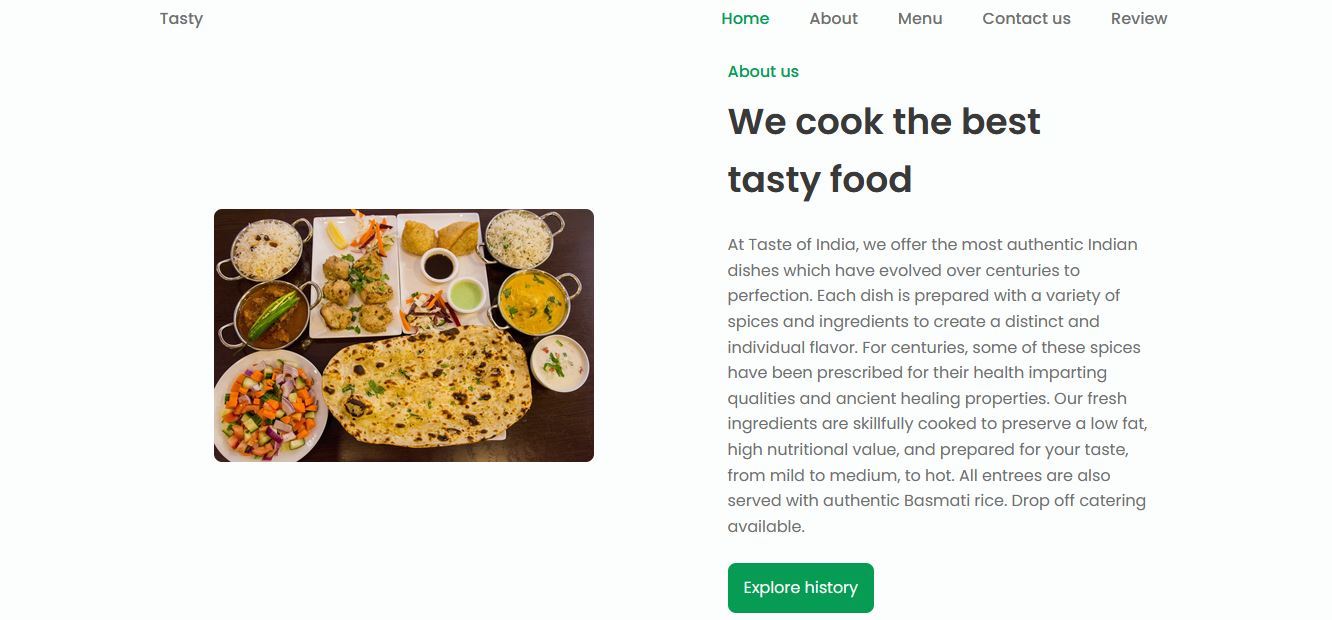 Tasty
Home About Menu Contact us Review
About us
We cook the best
tasty food
At Taste of India, we offer the most authentic Indian
dishes which have evolved over centuries to
perfection. Each dish is prepared with a variety of
spices and ingredients to create a distinct and
individual flavor. For centuries, some of these spices
have been prescribed for their health imparting
qualities and ancient healing properties. Our fresh
ingredients are skillfully cooked to preserve a low fat,
high nutritional value, and prepared for your taste,
from mild to medium, to hot. All entrees are also
served with authentic Basmati rice. Drop off catering
available.
Explore history